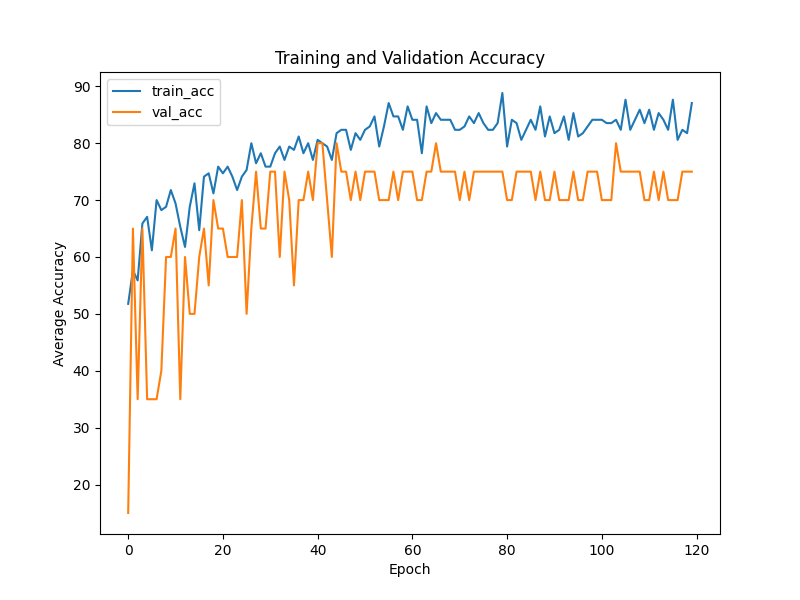 Training and Validation Accuracy
train_acc
val_acc
Average Accuracy
90
80
70
60
50
40
30
20
0 20 40 60 80 100 120
Epoch